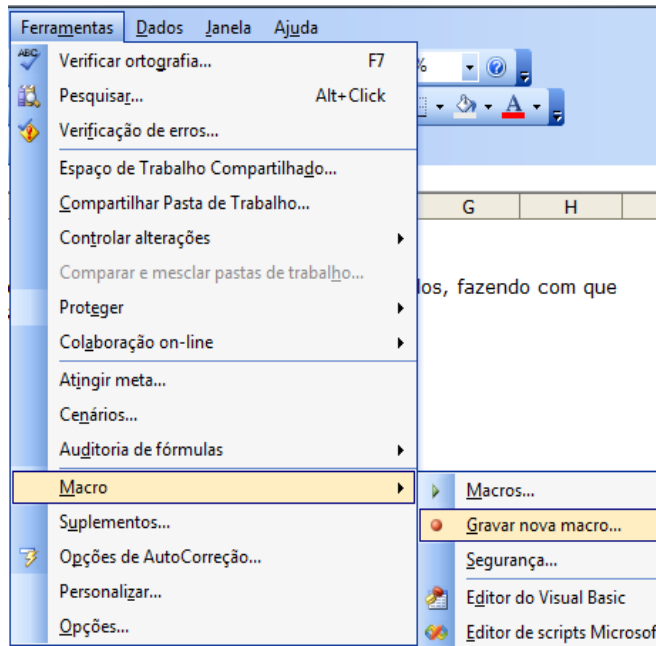 Ferramentas Dados Janela Ajuda
ABC
Verificar ortografia... F7
%
Pesquisar... Alt+Click
A
Verificação de erros...
Espaço de Trabalho Compartilhado...
Compartilhar Pasta de Trabalho...
G H
Controlar alterações
Comparar e mesclar pastas de trabalho...
los, fazendo com que
Proteger
Colaboração on-line
Atingir meta...
Cenários...
Auditoria de fórmulas
Macro
Macros...
Suplementos...
Gravar nova macro...
Opções de AutoCorreção...
Segurança...
Personalizar...
Editor do Visual Basic
Opções...
Editor de scripts Microsof